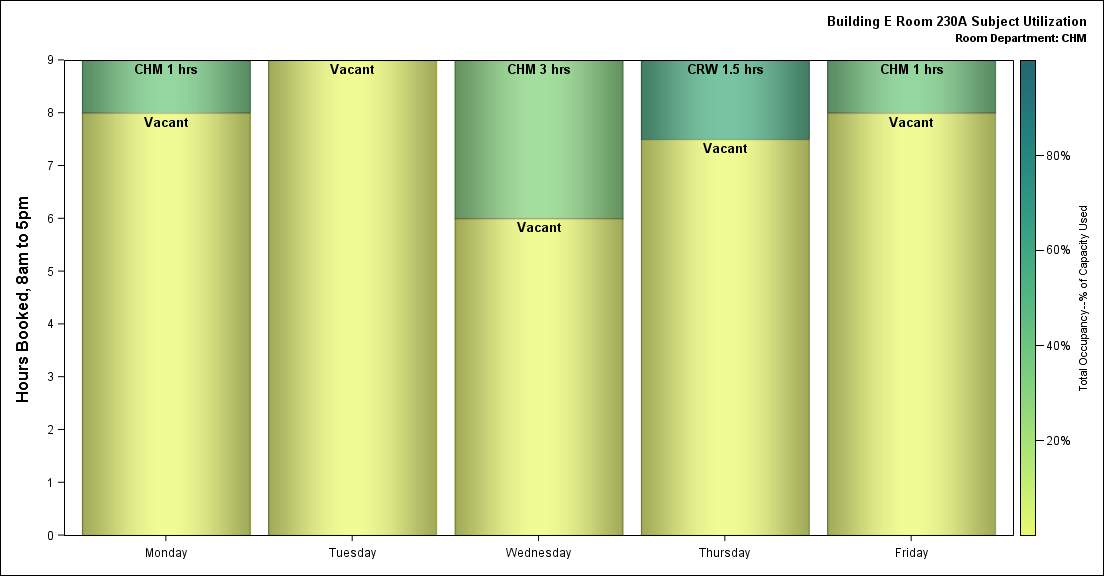 Building E Room 230A Subject Utilization
Room Department: CHM
Hours Booked, 8am to 5pm
9
8
7
6
5
4
3
2
1
0
CHM 1 hrs
Vacant
Vacant
CHM 3 hrs
Vacant
CRW 1.5 hrs
Vacant
CHM 1 hrs
Vacant
Monday
Tuesday
Wednesday
Thursday
Friday
80%
60%
40%
20%
Total Occupancy--% of Capacity Used